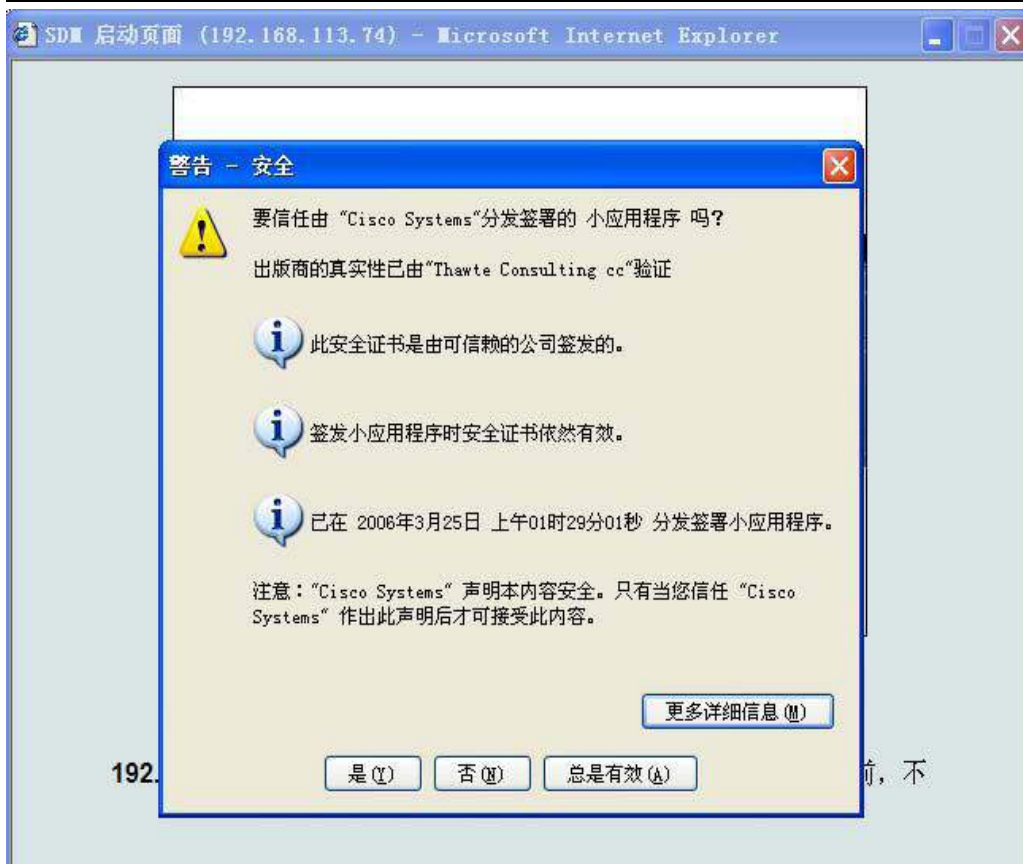 SDM 启动页面 (192.168.113.74) - Microsoft Internet Explorer
警告 - 安全
要信任由 “Cisco Systems”分发签署的 小应用程序 吗?
出版商的真实性已由“Thawte Consulting cc”验证
此安全证书是由可信赖的公司签发的。
签发小应用程序时安全证书依然有效。
已在 2006年3月25日 上午01时29分01秒 分发签署小应用程序。
注意：“Cisco Systems” 声明本内容安全。只有当您信任 “Cisco
Systems” 作出此声明后才可接受此内容。
更多详细信息(M)
是(Y) 否(N) 总是有效(A)
192. 前，不